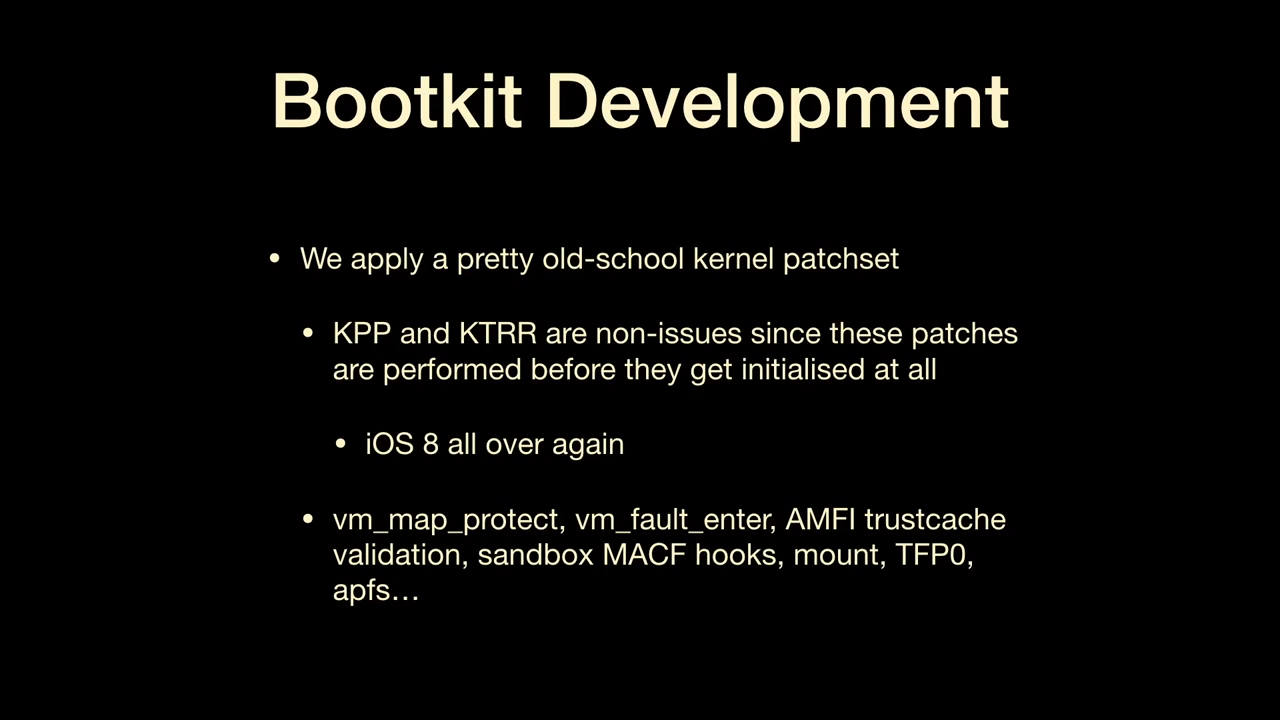 Bootkit Development
• We apply a pretty old-school kernel patchset
• KPP and KTRR are non-issues since these patches
are performed before they get initialised at all
• iOS 8 all over again
• vm_map_protect, vm_fault_enter, AMFI trustcache
validation, sandbox MACF hooks, mount, TFP0,
apfs…